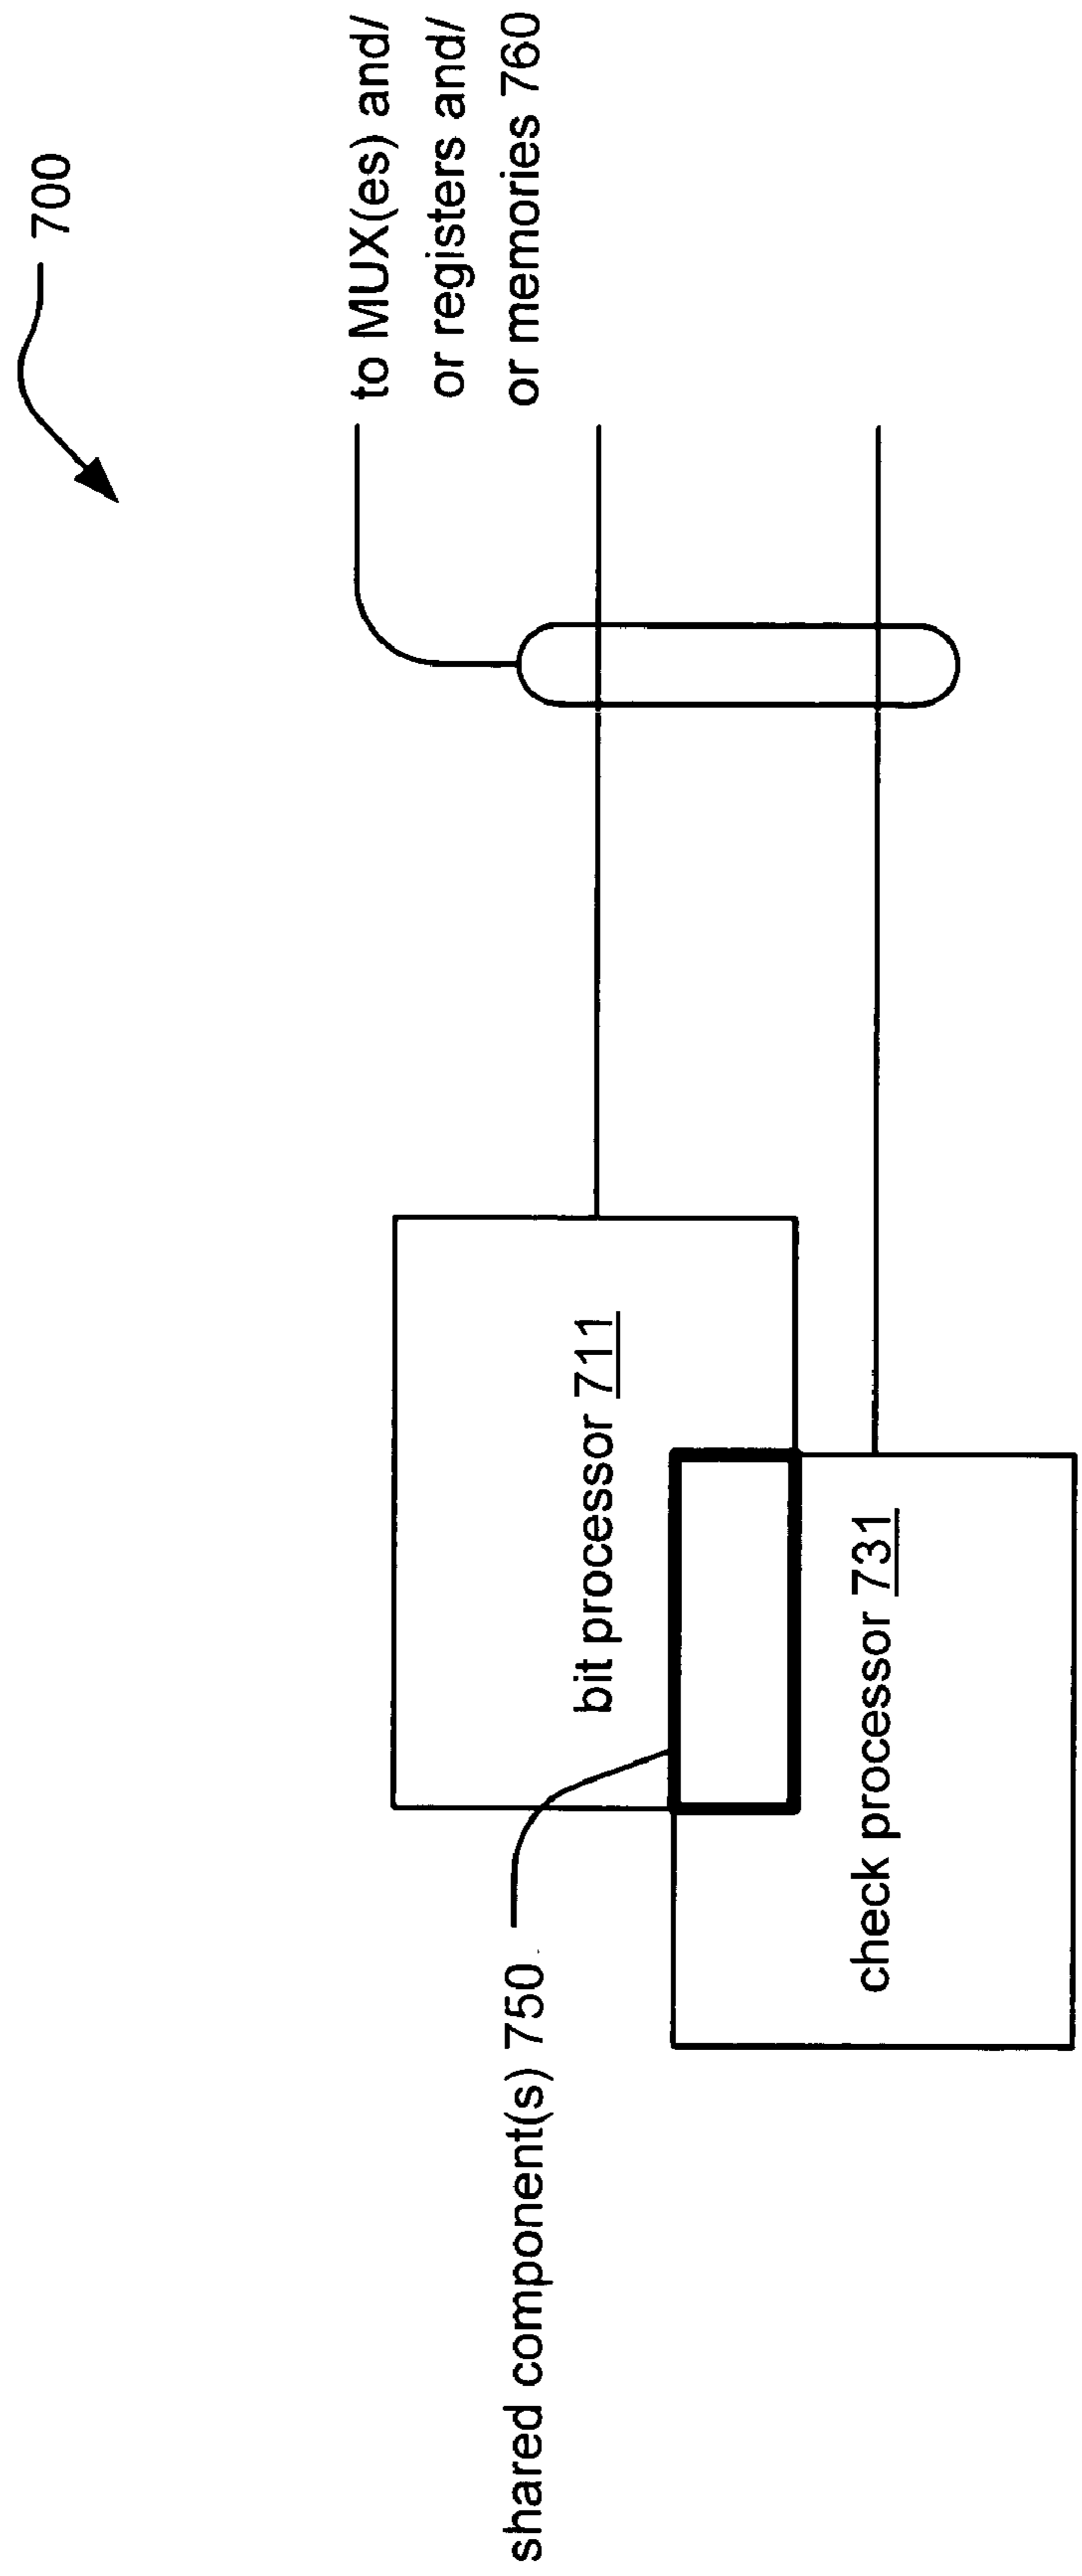 700
to MUX(es) and/
or registers and/
or memories 760
bit processor 711
shared component(s) 750
check processor 731